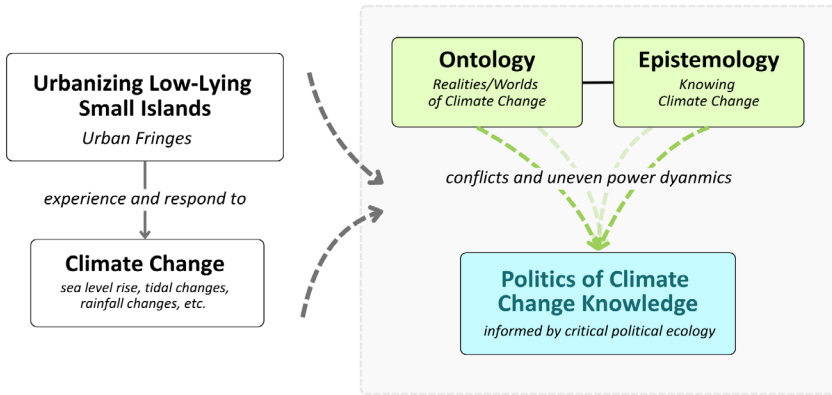 Urbanizing Low-Lying
Small Islands
Urban Fringes
experience and respond to
Climate Change
sea level rise, tidal changes,
rainfall changes, etc.
Ontology
Realities/Worlds
of Climate Change
Epistemology
Knowing
Climate Change
conflicts and uneven power dyanmics
Politics of Climate
Change Knowledge
informed by critical political ecology